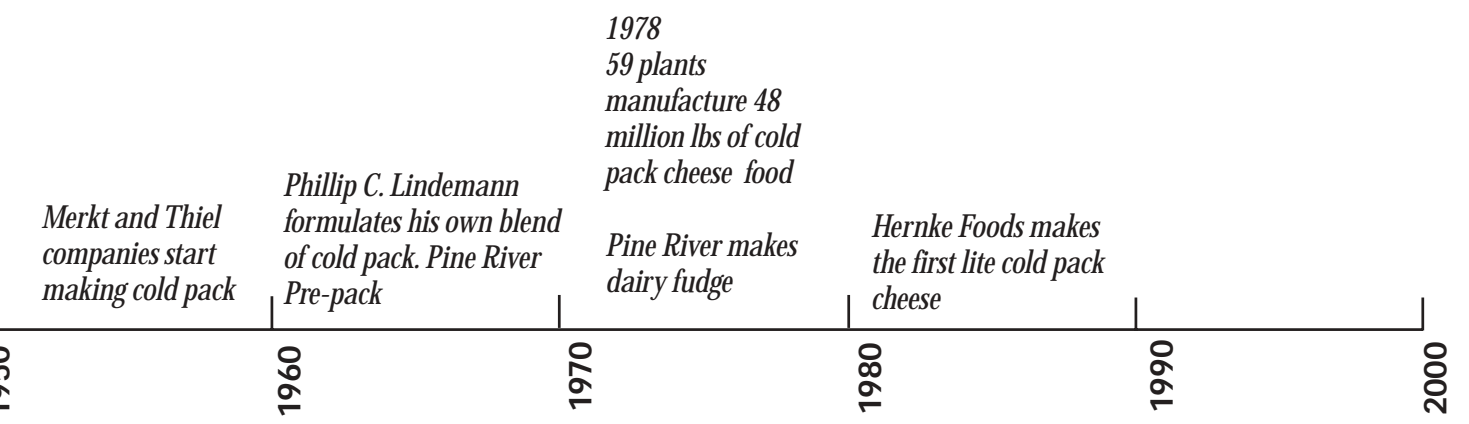 Merkt and Thiel
companies start
making cold pack
Phillip C. Lindemann
formulates his own blend
of cold pack. Pine River
Pre-pack
1978
59 plants
manufacture 48
million lbs of cold
pack cheese food
Pine River makes
dairy fudge
Hernke Foods makes
the first lite cold pack
cheese
1960
1970
1980
1990
2000